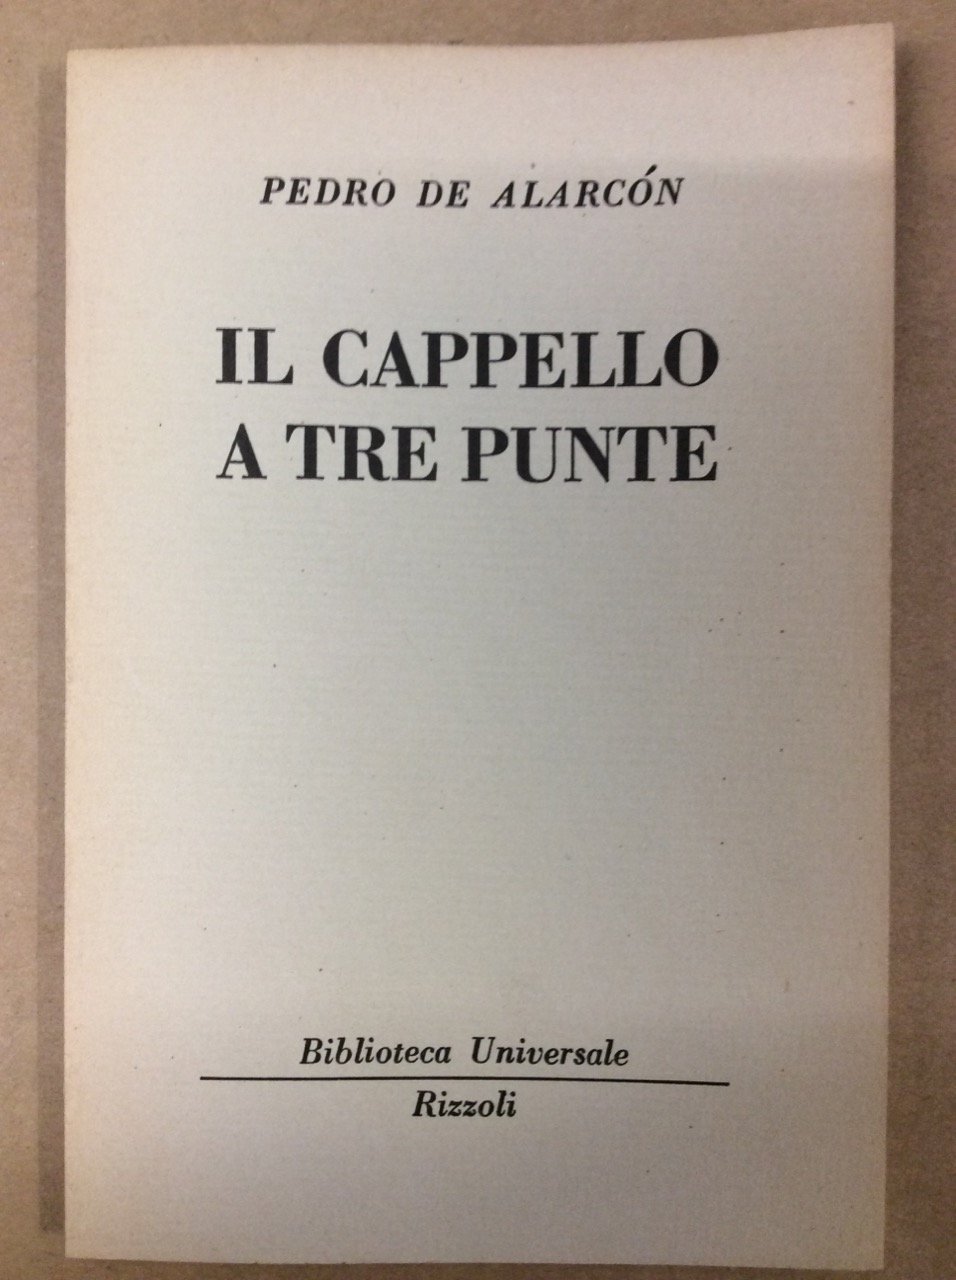 PEDRO DE ALARCÓN
IL CAPPELLO
A TRE PUNTE
Biblioteca Universale
Rizzoli